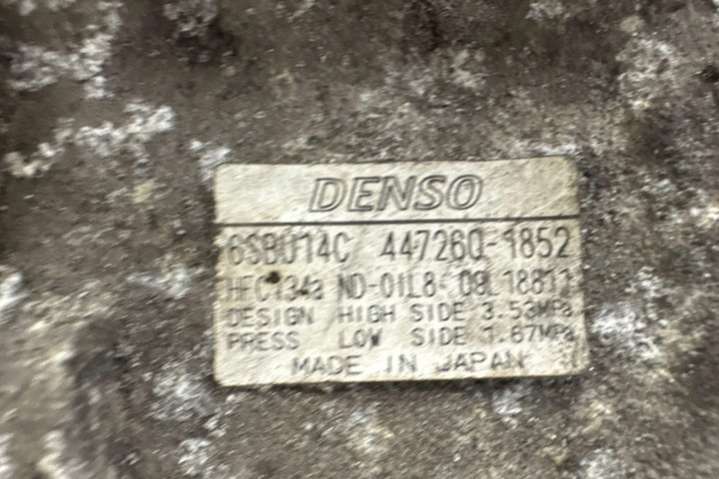 DENSO
6SBU14C 447260-1852
HFC134a ND-OIL8
DESIGN HIGH SIDE 3.53MPa
PRESS LOW SIDE 1.67MPa
MADE IN JAPAN